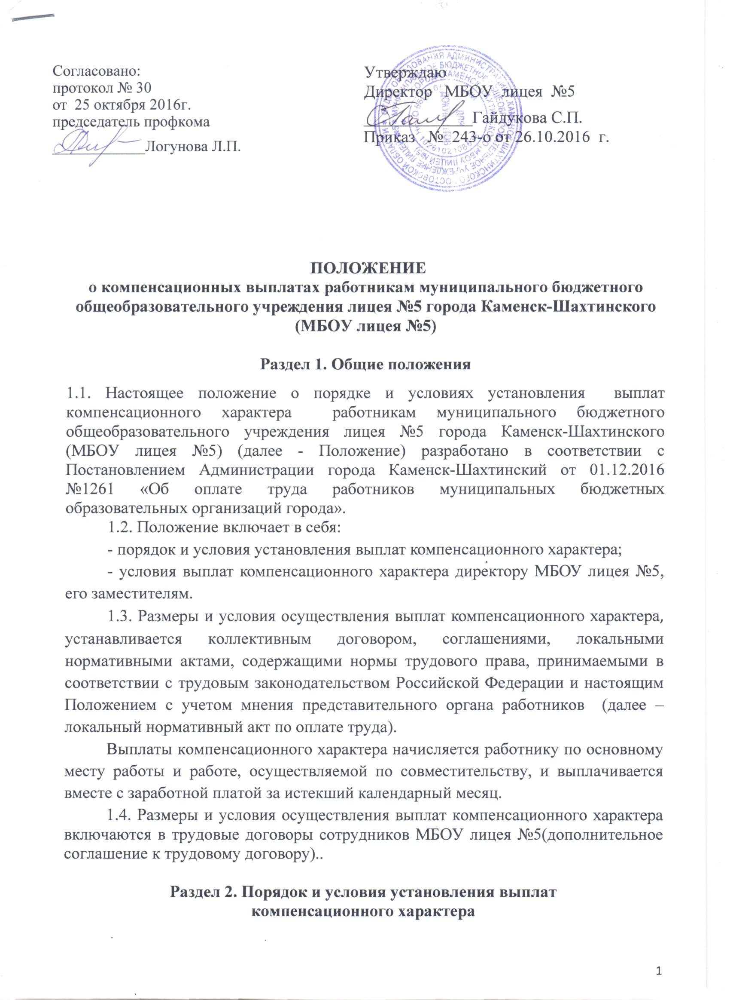 Согласовано:
протокол № 30
от 25 октября 2016г.
председатель профкома
Логунова Л.П.
Утверждаю
Директор МБОУ лицея №5
Гайдукова С.П.
Приказ № 243-о от 26.10.2016 г.
ПОЛОЖЕНИЕ
о компенсационных выплатах работникам муниципального бюджетного
общеобразовательного учреждения лицея №5 города Каменск-Шахтинского
(МБОУ лицея №5)
Раздел 1. Общие положения
1.1. Настоящее положение о порядке и условиях установления выплат
компенсационного характера работникам муниципального бюджетного
общеобразовательного учреждения лицея №5 города Каменск-Шахтинского
(МБОУ лицея №5) (далее - Положение) разработано в соответствии с
Постановлением Администрации города Каменск-Шахтинский от 01.12.2016
№1261 «Об оплате труда работников муниципальных бюджетных
образовательных организаций города».
1.2. Положение включает в себя:
- порядок и условия установления выплат компенсационного характера;
- условия выплат компенсационного характера директору МБОУ лицея №5,
его заместителям.
1.3. Размеры и условия осуществления выплат компенсационного характера,
устанавливается коллективным договором, соглашениями, локальными
нормативными актами, содержащими нормы трудового права, принимаемыми в
соответствии с трудовым законодательством Российской Федерации и настоящим
Положением с учетом мнения представительного органа работников (далее –
локальный нормативный акт по оплате труда).
Выплаты компенсационного характера начисляется работнику по основному
месту работы и работе, осуществляемой по совместительству, и выплачивается
вместе с заработной платой за истекший календарный месяц.
1.4. Размеры и условия осуществления выплат компенсационного характера
включаются в трудовые договоры сотрудников МБОУ лицея №5(дополнительное
соглашение к трудовому договору)..
Раздел 2. Порядок и условия установления выплат
компенсационного характера
1